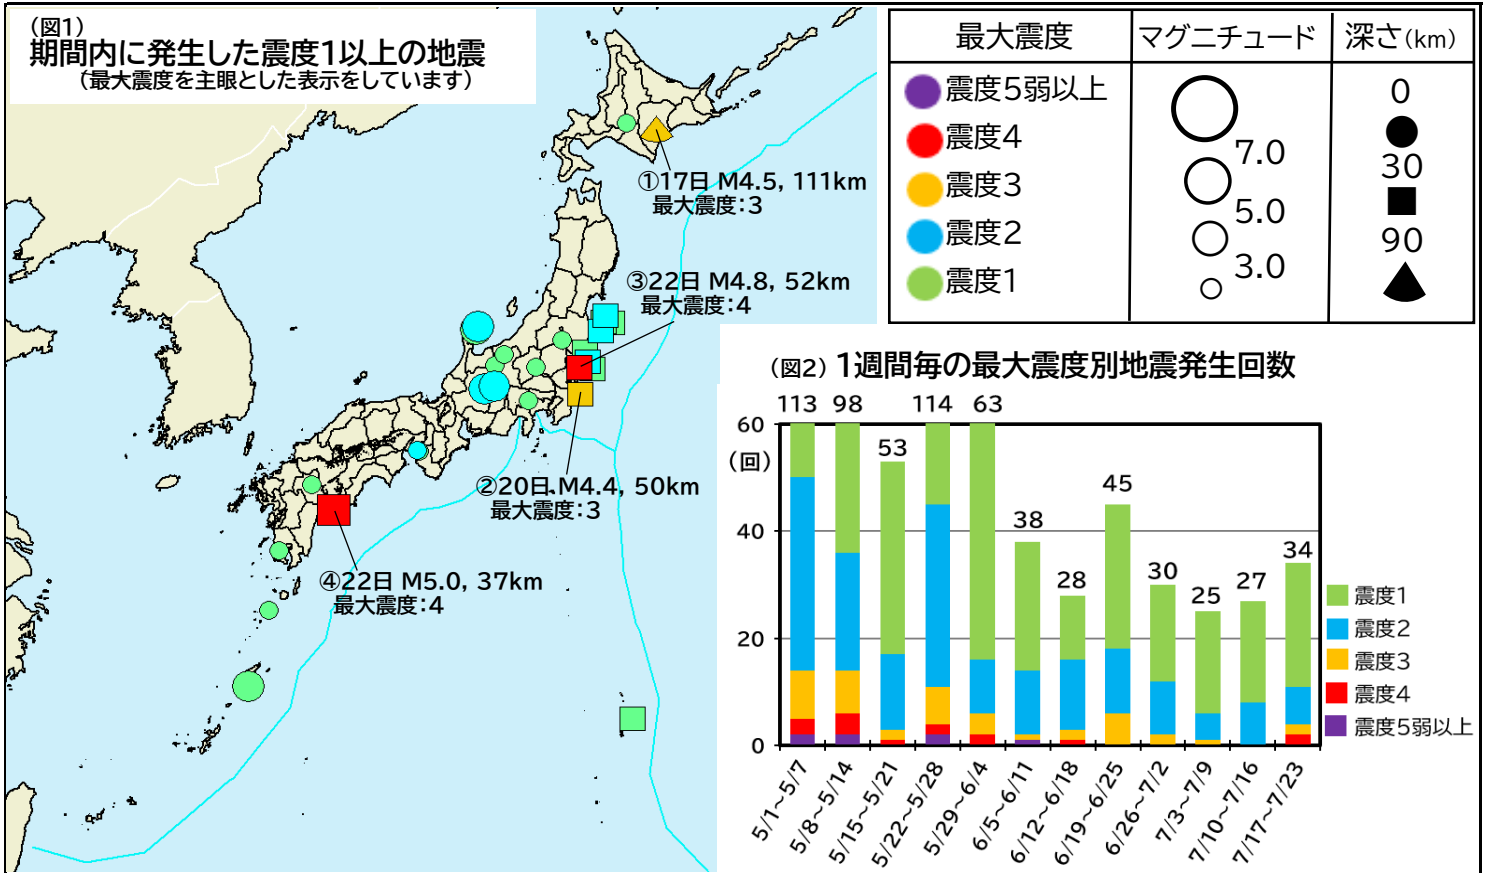 (図1)
期間内に発生した震度1以上の地震
(最大震度を主眼とした表示をしています)
①17日 M4.5, 111km
最大震度:3
③22日 M4.8, 52km
最大震度:4
②20日 M4.4, 50km
最大震度:3
④22日 M5.0, 37km
最大震度:4
最大震度 マグニチュード 深さ(km)
震度5弱以上
震度4
震度3
震度2
震度1
7.0
5.0
3.0
0
30
90
(図2) 1週間毎の最大震度別地震発生回数
113 98 53 114 63 38 28 45 30 25 27 34
60
(回)
40
20
0
5/1~5/7
5/8~5/14
5/15~5/21
5/22~5/28
5/29~6/4
6/5~6/11
6/12~6/18
6/19~6/25
6/26~7/2
7/3~7/9
7/10~7/16
7/17~7/23
震度1
震度2
震度3
震度4
震度5弱以上